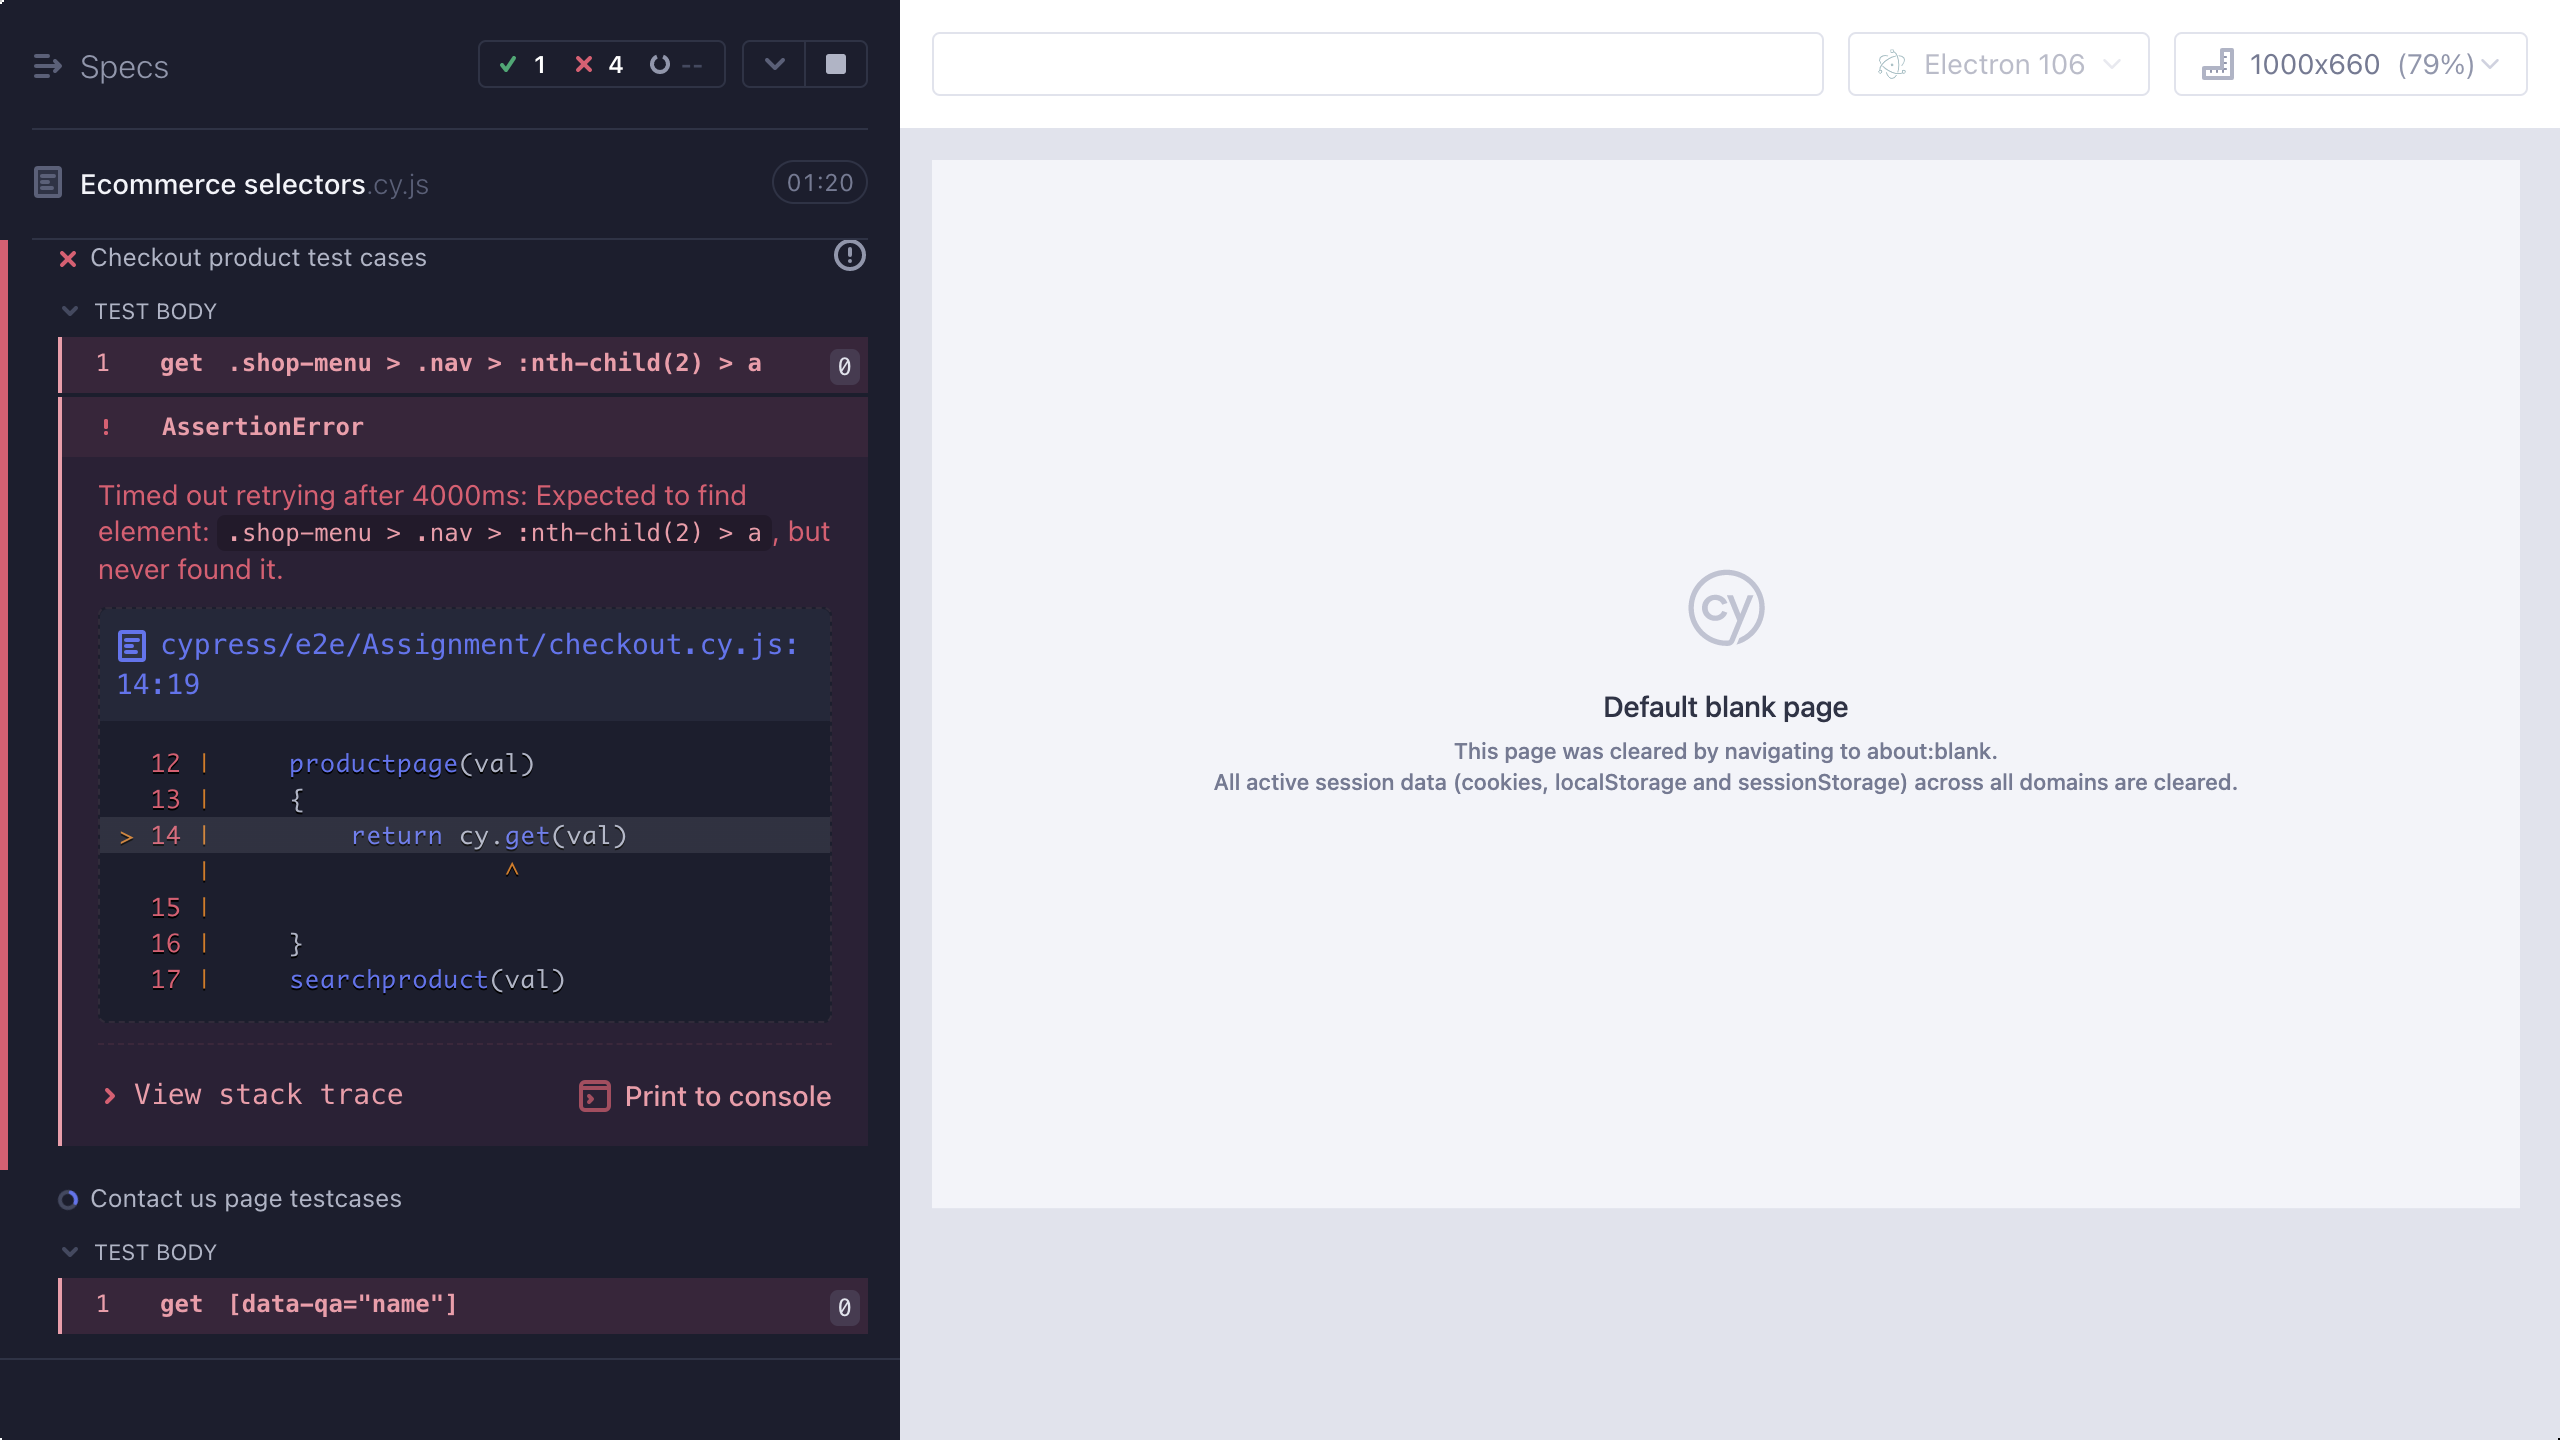 Specs
1 4 --
Ecommerce selectors.cy.js
01:20
Checkout product test cases
TEST BODY
1 get .shop-menu > .nav > :nth-child(2) > a 0
! AssertionError
Timed out retrying after 4000ms: Expected to find
element: .shop-menu > .nav > :nth-child(2) > a, but
never found it.
cypress/e2e/Assignment/checkout.cy.js:
14:19
12 | productpage(val)
13 | {
> 14 | return cy.get(val)
| ^
15 |
16 | }
17 | searchproduct(val)
View stack trace
Print to console
Contact us page testcases
TEST BODY
1 get [data-qa="name"] 0
Electron 106
1000x660 (79%)
cy
Default blank page
This page was cleared by navigating to about:blank.
All active session data (cookies, localStorage and sessionStorage) across all domains are cleared.